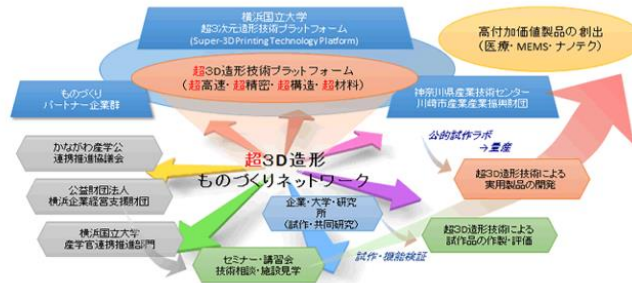 横浜国立大学
超3次元造形技術プラットフォーム
(Super-3D Printing Technology Platform)
高付加価値製品の創出
(医療・MEMS・ナノテク)
超3D造形技術プラットフォーム
(超高速・超精密・超構造・超材料)
ものづくり
パートナー企業群
神奈川県産業技術センター
川崎市産業産業振興財団
かながわ産学公
連携推進協議会
公的試作ラボ
→量産
超3D造形
ものづくりネットワーク
公益財団法人
横浜企業経営支援財団
超3D造形技術による
実用製品の開発
企業・大学・研究
所
(試作・共同研究)
横浜国立大学
産学官連携推進部門
超3D造形技術による
試作品の作製・評価
セミナー・講習会
技術相談・施設見学
試作・機能検証